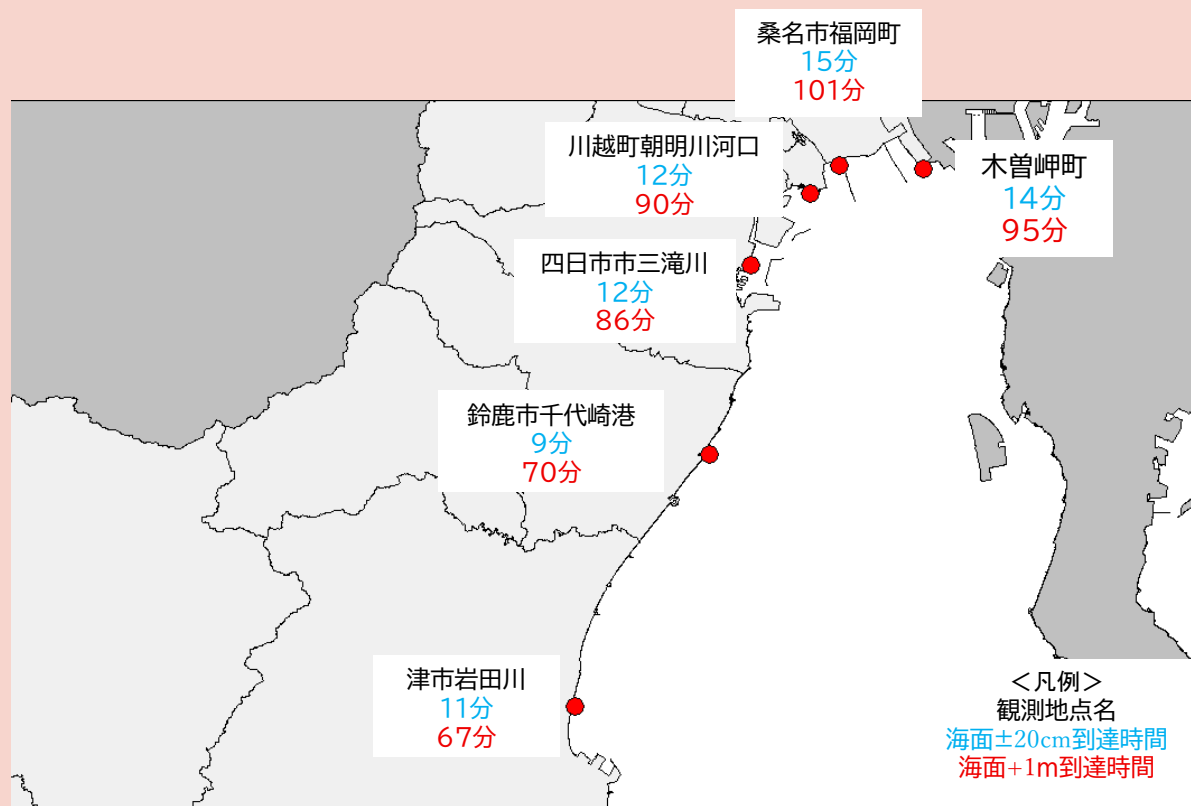 桑名市福岡町
15分
101分
川越町朝明川河口
12分
90分
木曽岬町
14分
95分
四日市市三滝川
12分
86分
鈴鹿市千代崎港
9分
70分
津市岩田川
11分
67分
＜凡例＞
観測地点名
海面±20cm到達時間
海面+1m到達時間